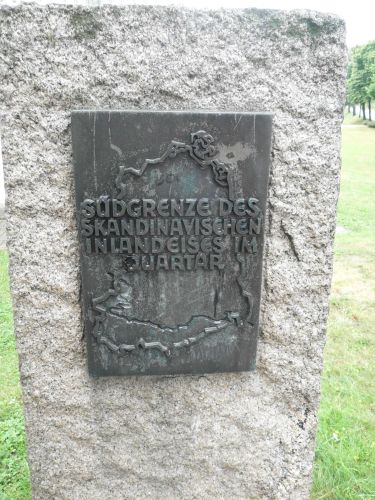 SÜDGRENZE DES
SKANDINAVISCHEN
INLANDEISES IM
QUARTÄR